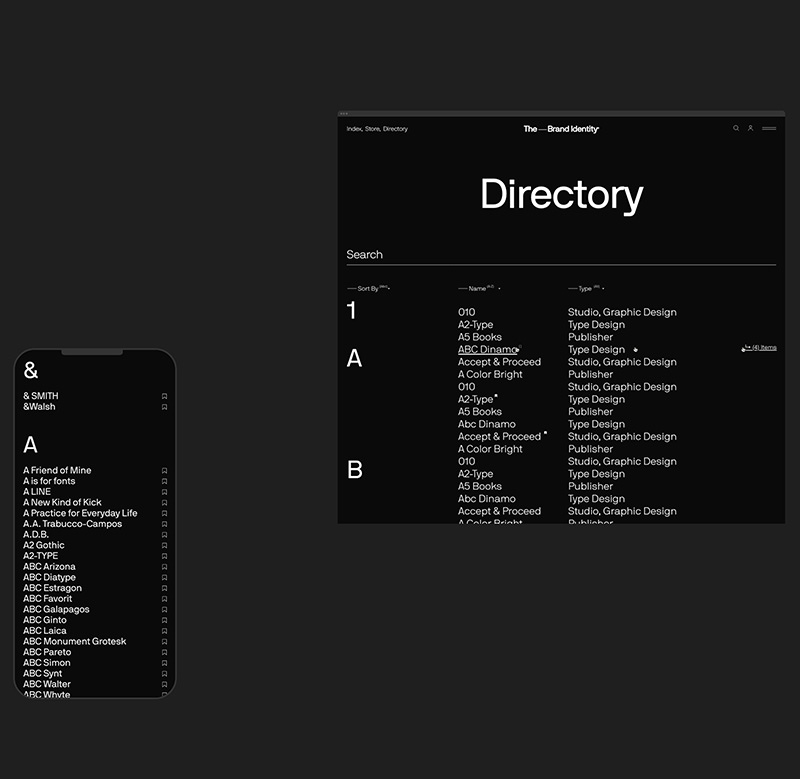 Index, Store, Directory
The — Brand Identity
Directory
Search
Sort By
Name
Type
1
010 Studio, Graphic Design
A2-Type Type Design
A5 Books Publisher
A
ABC Dinamo Type Design (4) Items
Accept & Proceed Studio, Graphic Design
A Color Bright Publisher
010 Studio, Graphic Design
A2-Type Type Design
A5 Books Publisher
Abc Dinamo Type Design
Accept & Proceed Studio, Graphic Design
A Color Bright Publisher
B
010 Studio, Graphic Design
A2-Type Type Design
A5 Books Publisher
Abc Dinamo Type Design
Accept & Proceed Studio, Graphic Design
A Color Bright Publisher
&
& SMITH
&Walsh
A
A Friend of Mine
A is for fonts
A LINE
A New Kind of Kick
A Practice for Everyday Life
A.A. Trabucco-Campos
A.D.B.
A2 Gothic
A2-TYPE
ABC Arizona
ABC Diatype
ABC Estragon
ABC Favorit
ABC Galapagos
ABC Ginto
ABC Laica
ABC Monument Grotesk
ABC Pareto
ABC Simon
ABC Synt
ABC Walter
ABC Whyte